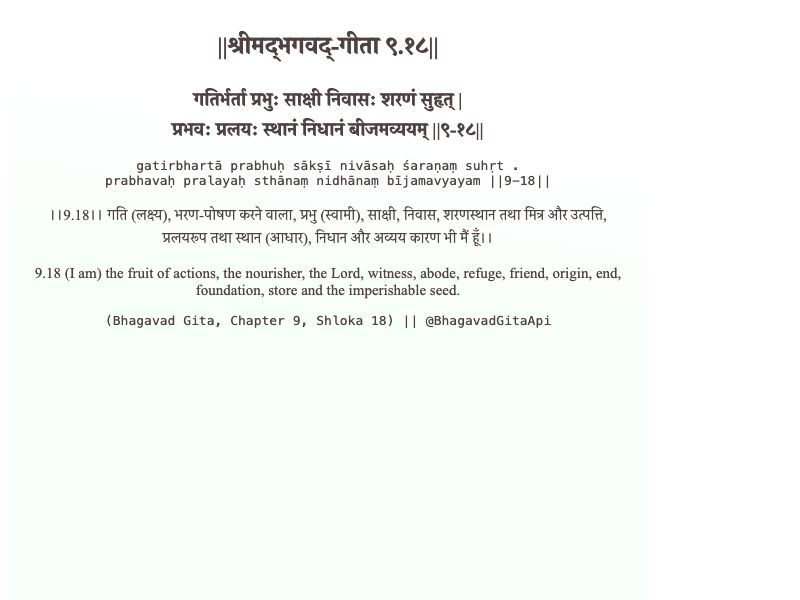 ||श्रीमद्‍भगवद्‍-गीता ९.१८||
गतिर्भर्ता प्रभुः साक्षी निवासः शरणं सुहृत् |
प्रभवः प्रलयः स्थानं निधानं बीजमव्ययम् ||९-१८||
gatirbhartā prabhuḥ sākṣī nivāsaḥ śaraṇaṃ suhṛt .
prabhavaḥ pralayaḥ sthānaṃ nidhānaṃ bījamavyayam ||9-18||
।।9.18।। गति (लक्ष्य), भरण-पोषण करने वाला, प्रभु (स्वामी), साक्षी, निवास, शरणस्थान तथा मित्र और उत्पत्ति,
प्रलयरूप तथा स्थान (आधार), निधान और अव्यय कारण भी मैं हूँ।।
9.18 (I am) the fruit of actions, the nourisher, the Lord, witness, abode, refuge, friend, origin, end,
foundation, store and the imperishable seed.
(Bhagavad Gita, Chapter 9, Shloka 18) || @BhagavadGitaApi